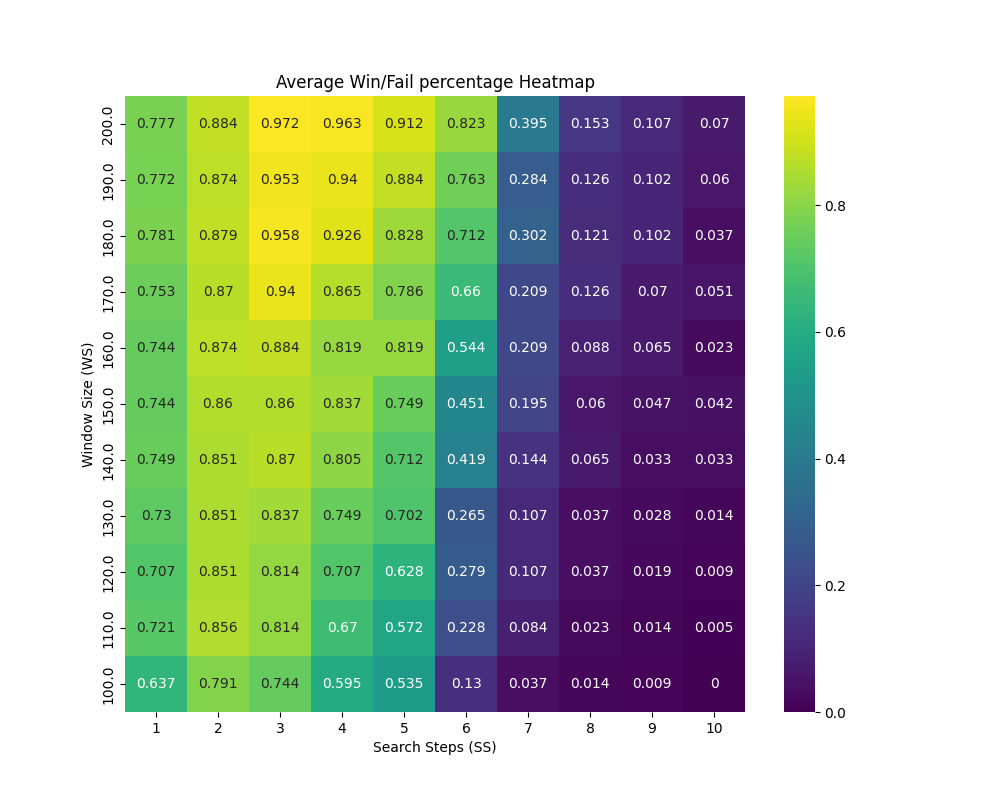 Average Win/Fail percentage Heatmap
200.0 0.777 0.884 0.972 0.963 0.912 0.823 0.395 0.153 0.107 0.07
190.0 0.772 0.874 0.953 0.94 0.884 0.763 0.284 0.126 0.102 0.06
180.0 0.781 0.879 0.958 0.926 0.828 0.712 0.302 0.121 0.102 0.037
170.0 0.753 0.87 0.94 0.865 0.786 0.66 0.209 0.126 0.07 0.051
160.0 0.744 0.874 0.884 0.819 0.819 0.544 0.209 0.088 0.065 0.023
150.0 0.744 0.86 0.86 0.837 0.749 0.451 0.195 0.06 0.047 0.042
140.0 0.749 0.851 0.87 0.805 0.712 0.419 0.144 0.065 0.033 0.033
130.0 0.73 0.851 0.837 0.749 0.702 0.265 0.107 0.037 0.028 0.014
120.0 0.707 0.851 0.814 0.707 0.628 0.279 0.107 0.037 0.019 0.009
110.0 0.721 0.856 0.814 0.67 0.572 0.228 0.084 0.023 0.014 0.005
100.0 0.637 0.791 0.744 0.595 0.535 0.13 0.037 0.014 0.009 0
1 2 3 4 5 6 7 8 9 10
Search Steps (SS)
Window Size (WS)
0.8
0.6
0.4
0.2
0.0